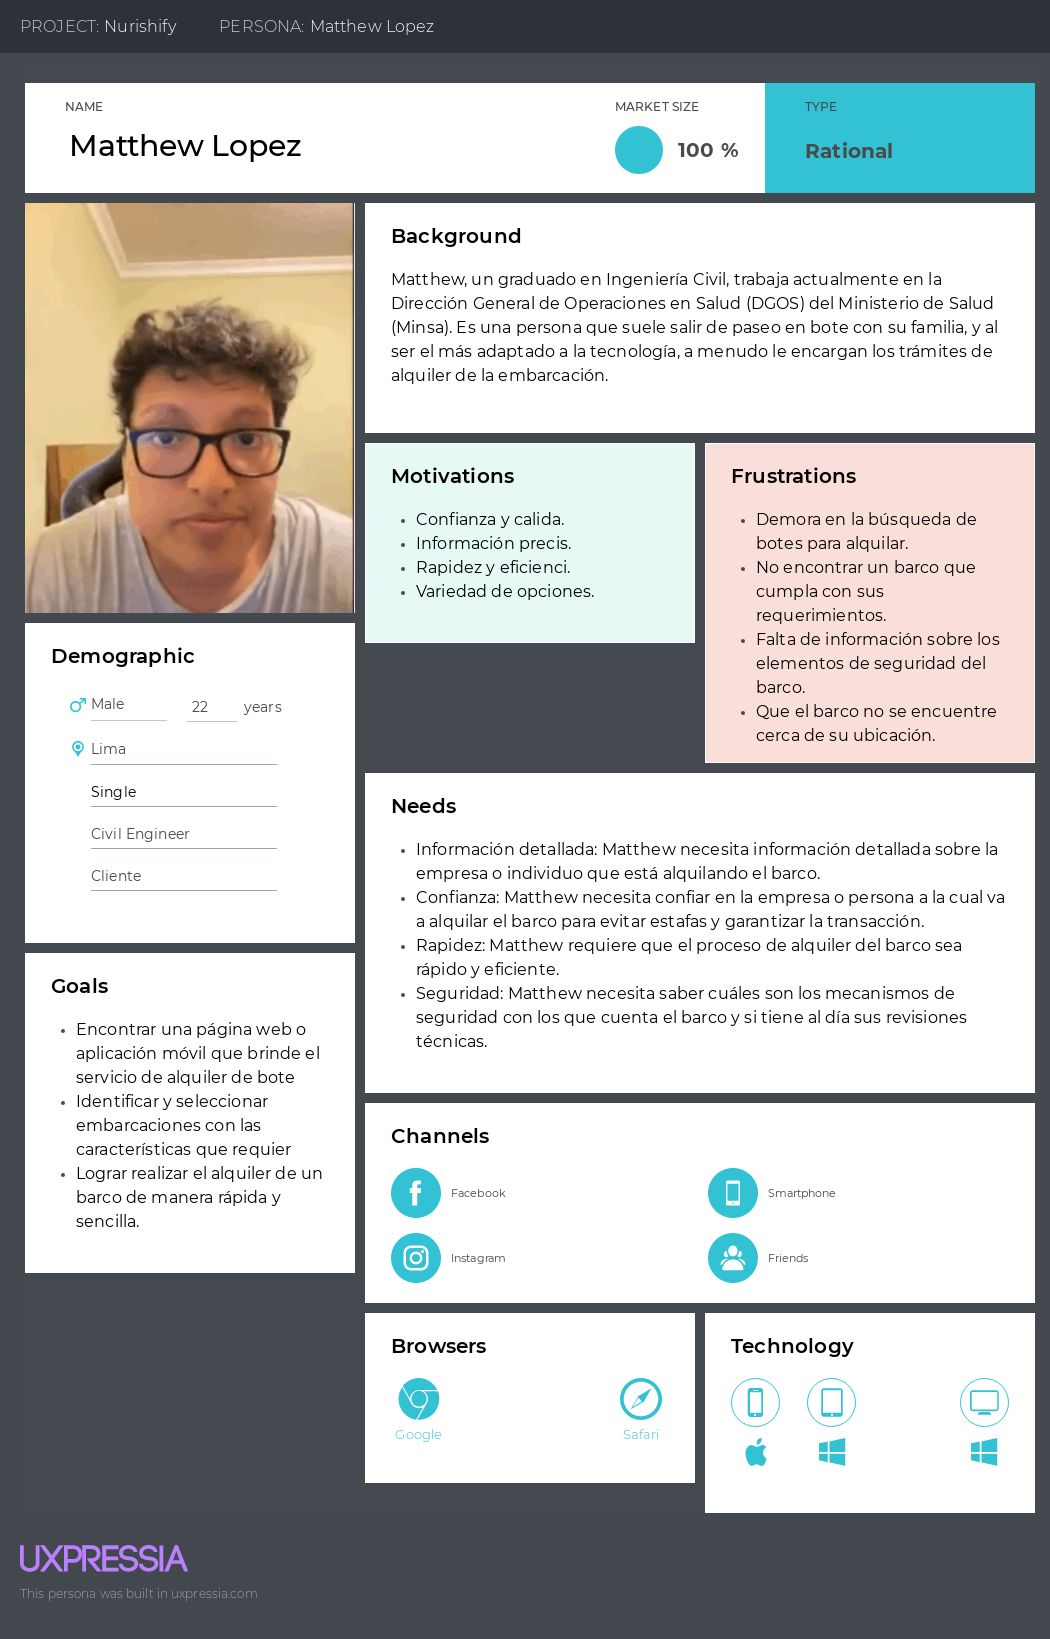 PROJECT: Nurishify PERSONA: Matthew Lopez
NAME
Matthew Lopez
MARKET SIZE
100 %
TYPE
Rational
Background
Matthew, un graduado en Ingeniería Civil, trabaja actualmente en la
Dirección General de Operaciones en Salud (DGOS) del Ministerio de Salud
(Minsa). Es una persona que suele salir de paseo en bote con su familia, y al
ser el más adaptado a la tecnología, a menudo le encargan los trámites de
alquiler de la embarcación.
Motivations
• Confianza y calida.
• Información precis.
• Rapidez y eficienci.
• Variedad de opciones.
Frustrations
• Demora en la búsqueda de
botes para alquilar.
• No encontrar un barco que
cumpla con sus
requerimientos.
• Falta de información sobre los
elementos de seguridad del
barco.
• Que el barco no se encuentre
cerca de su ubicación.
Demographic
Male 22 years
Lima
Single
Civil Engineer
Cliente
Needs
• Información detallada: Matthew necesita información detallada sobre la
empresa o individuo que está alquilando el barco.
• Confianza: Matthew necesita confiar en la empresa o persona a la cual va
a alquilar el barco para evitar estafas y garantizar la transacción.
• Rapidez: Matthew requiere que el proceso de alquiler del barco sea
rápido y eficiente.
• Seguridad: Matthew necesita saber cuáles son los mecanismos de
seguridad con los que cuenta el barco y si tiene al día sus revisiones
técnicas.
Goals
• Encontrar una página web o
aplicación móvil que brinde el
servicio de alquiler de bote
• Identificar y seleccionar
embarcaciones con las
características que requier
• Lograr realizar el alquiler de un
barco de manera rápida y
sencilla.
Channels
Facebook
Smartphone
Instagram
Friends
Browsers
Google
Safari
Technology
UXPRESSIA
This persona was built in uxpressia.com